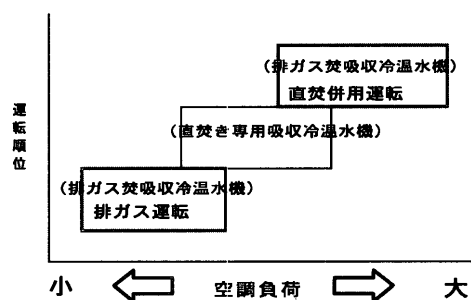 (排ガス焚吸収冷温水機)
直焚併用運転
(直焚き専用吸収冷温水機)
運転順位
(排ガス焚吸収冷温水機)
排ガス運転
小 空調負荷 大